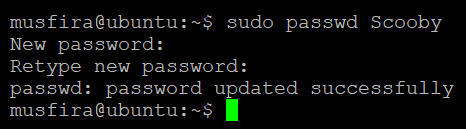 musfira@ubuntu:~$ sudo passwd Scooby
New password:
Retype new password:
passwd: password updated successfully
musfira@ubuntu:~$